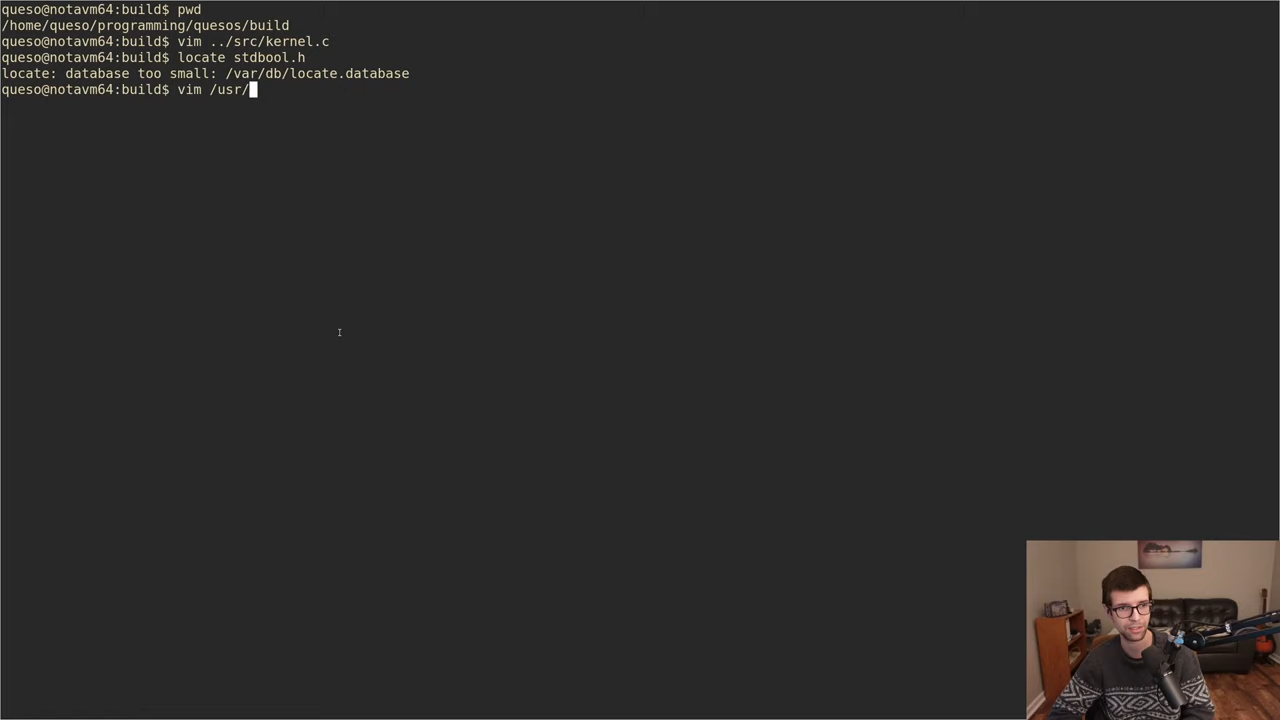 queso@notavm64:build$ pwd
/home/queso/programming/quesos/build
queso@notavm64:build$ vim ../src/kernel.c
queso@notavm64:build$ locate stdbool.h
locate: database too small: /var/db/locate.database
queso@notavm64:build$ vim /usr/